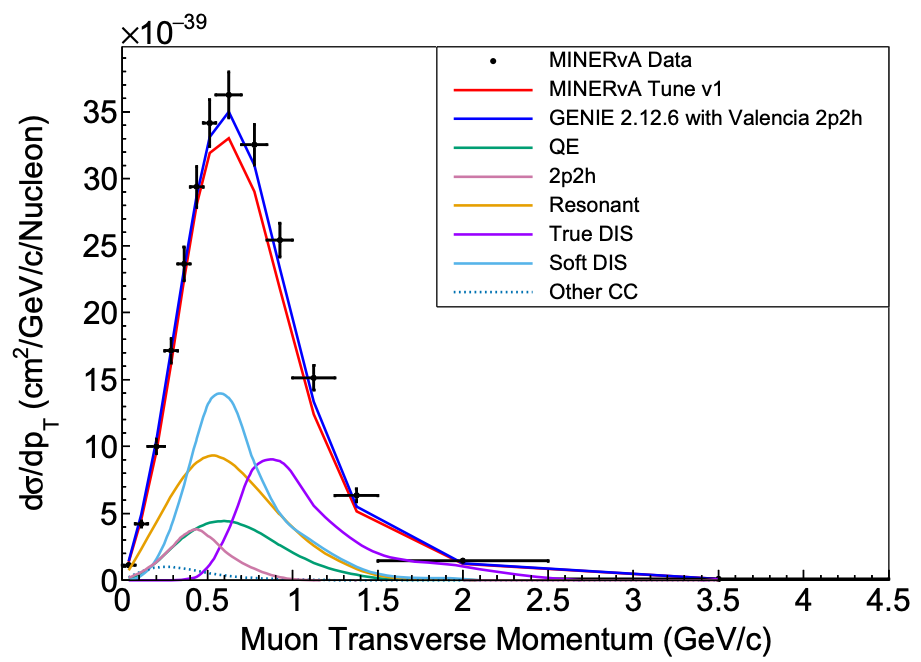 ×10⁻³⁹
dσ/dp_T (cm²/GeV/c/Nucleon)
35
30
25
20
15
10
5
0
MINERvA Data
MINERvA Tune v1
GENIE 2.12.6 with Valencia 2p2h
QE
2p2h
Resonant
True DIS
Soft DIS
Other CC
0 0.5 1 1.5 2 2.5 3 3.5 4 4.5
Muon Transverse Momentum (GeV/c)